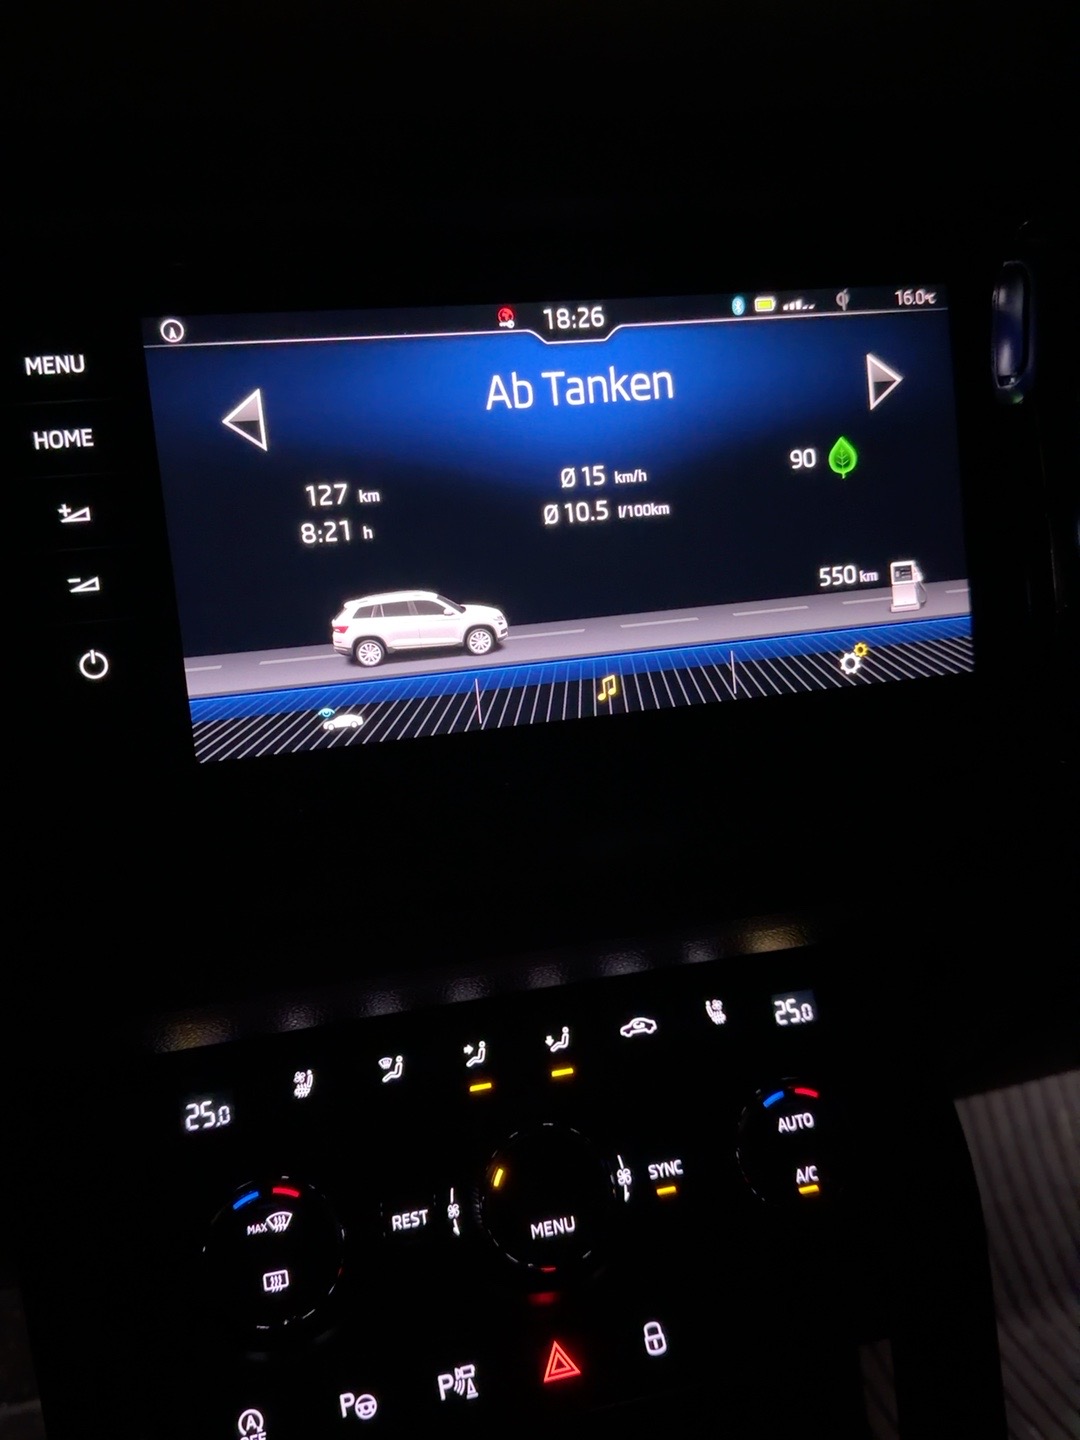 18:26
16.0°C
MENU
HOME
Ab Tanken
127 km
8:21 h
Ø 15 km/h
Ø 10.5 l/100km
90
550 km
25.0
25.0
MAX
REST
MENU
SYNC
AUTO
A/C
A
OFF
P
P